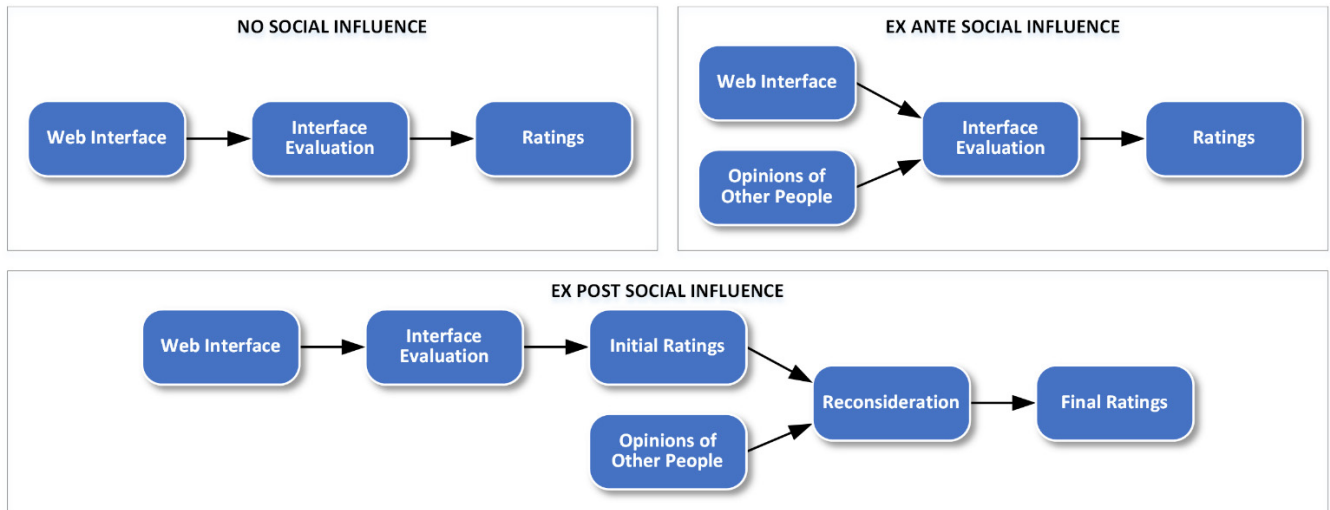 NO SOCIAL INFLUENCE
Web Interface
Interface
Evaluation
Ratings
EX ANTE SOCIAL INFLUENCE
Web Interface
Opinions of
Other People
Interface
Evaluation
Ratings
EX POST SOCIAL INFLUENCE
Web Interface
Interface
Evaluation
Initial Ratings
Opinions of
Other People
Reconsideration
Final Ratings